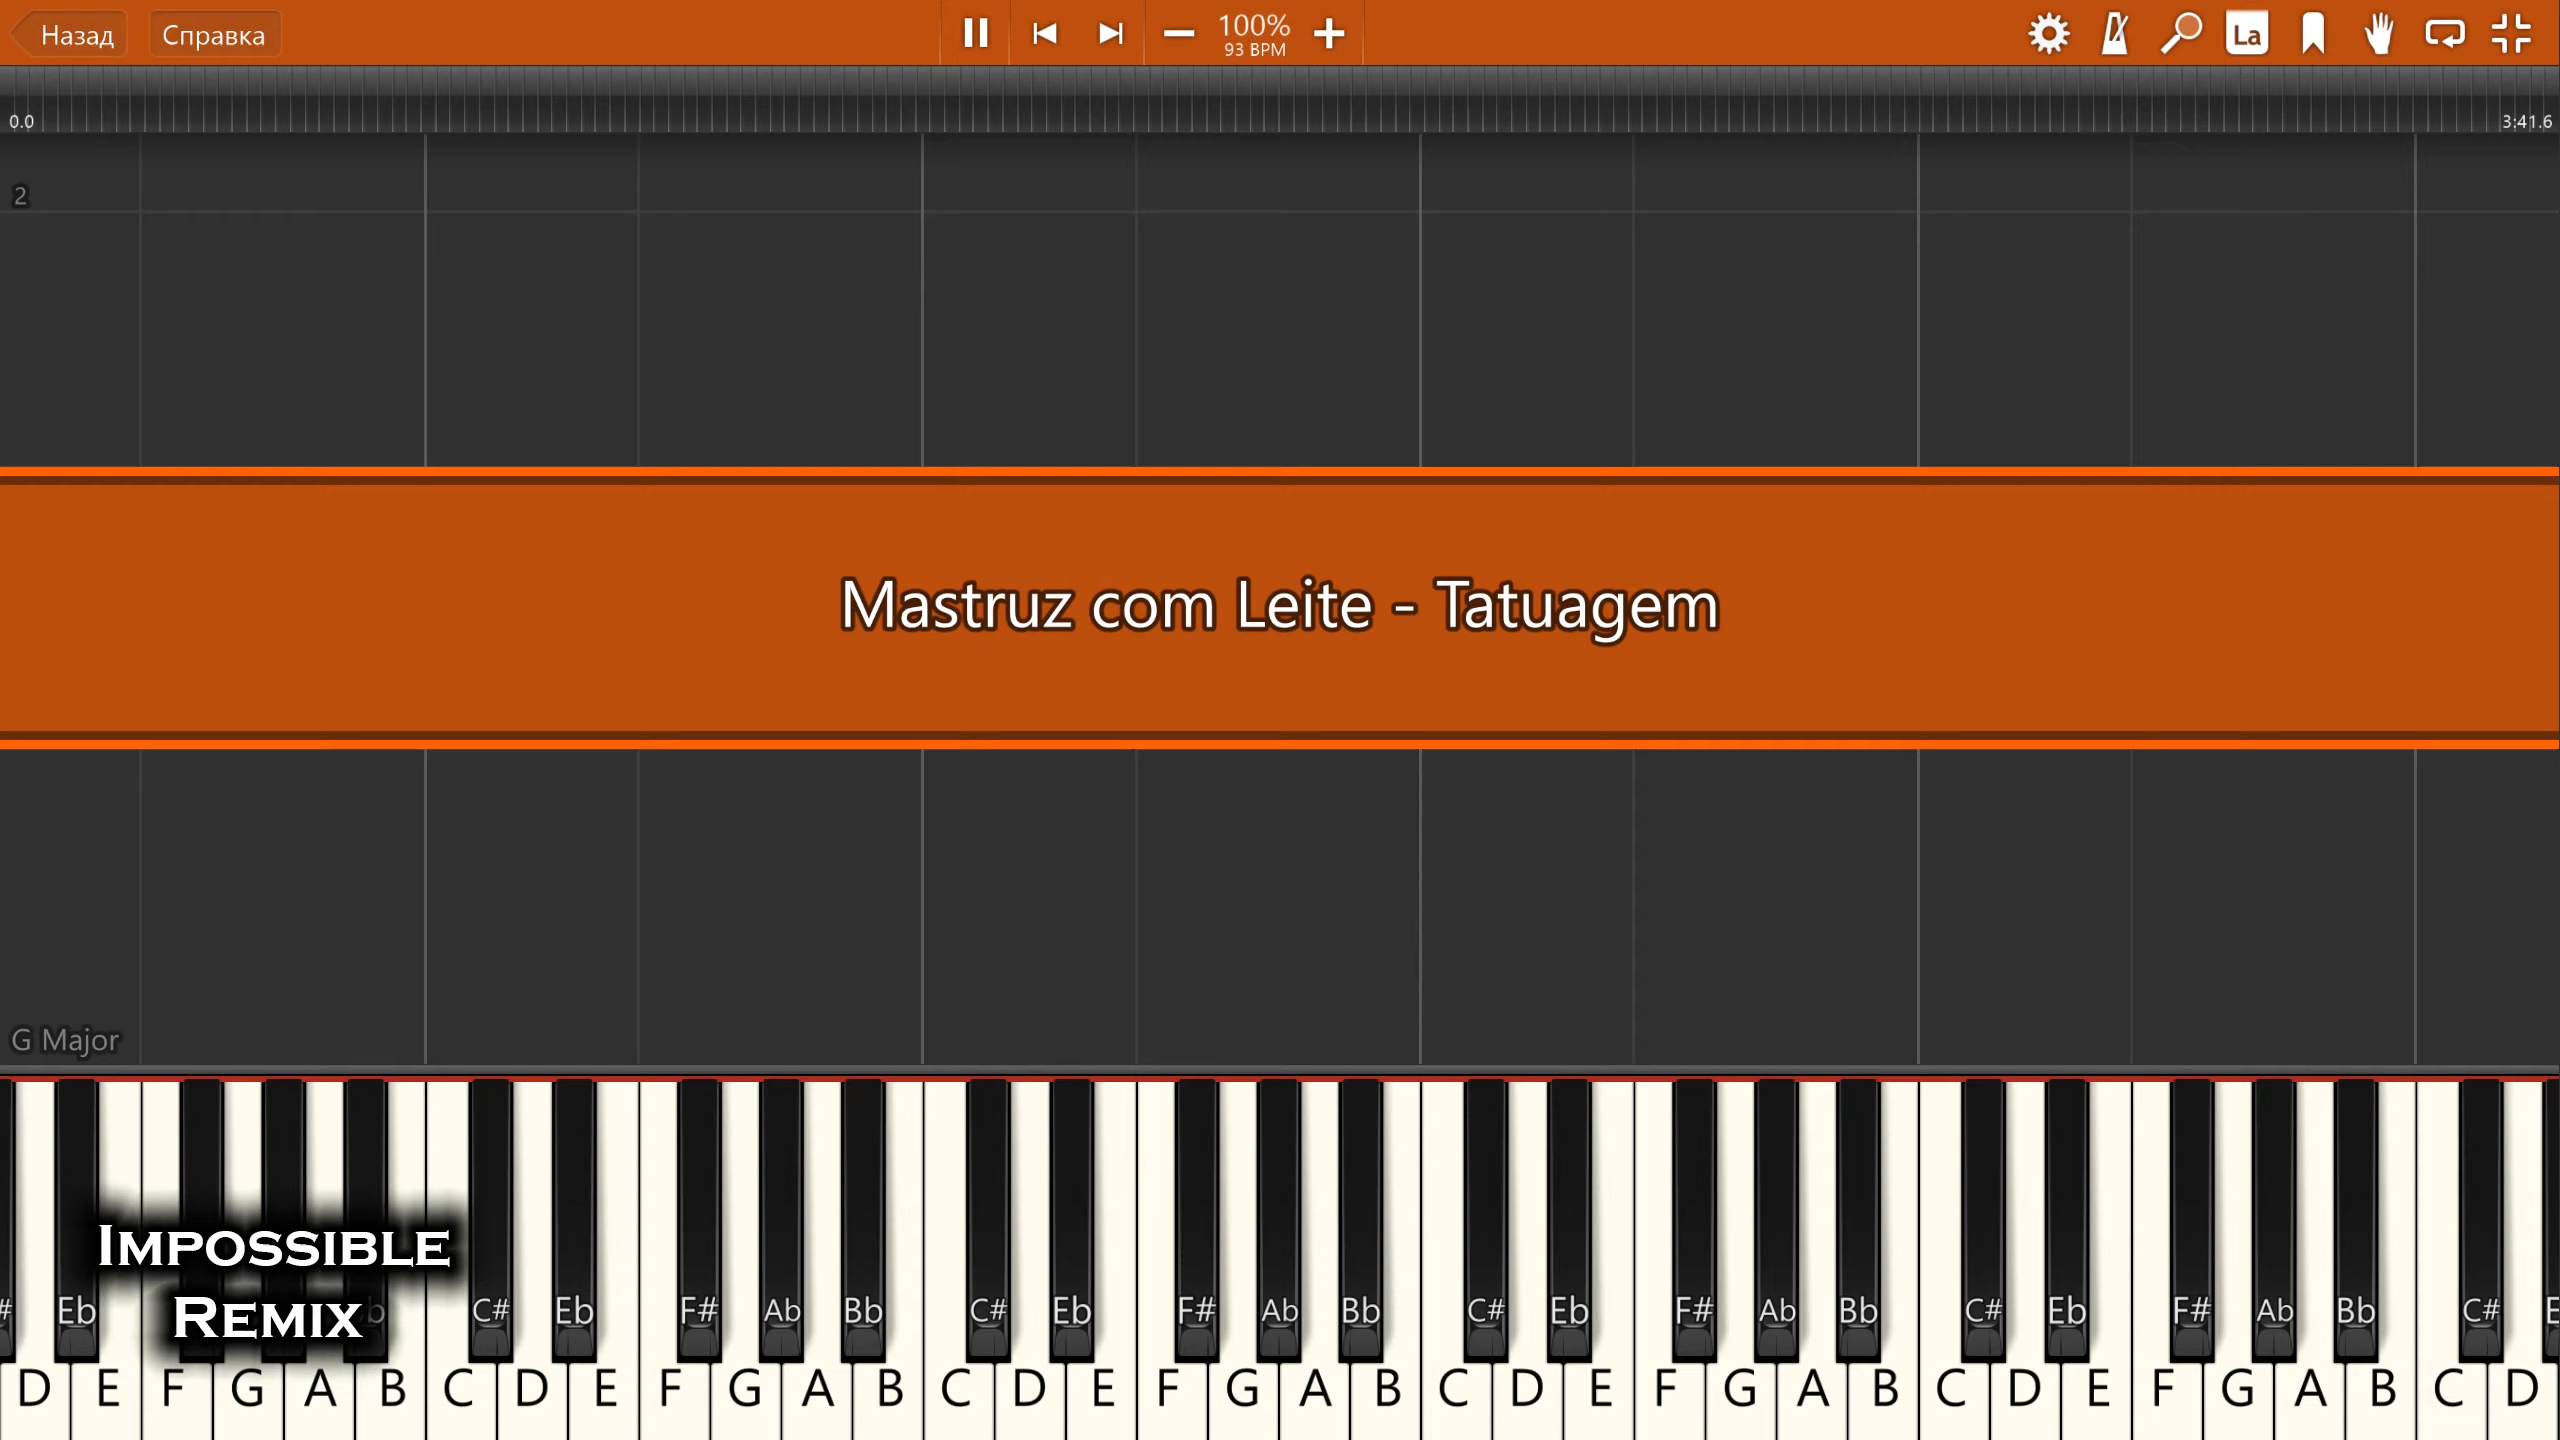 Назад Справка 100% La
93 BPM
0.0 3:41.6
2
Mastruz com Leite - Tatuagem
G Major
IMPOSSIBLE
REMIX
# Eb b C# Eb F# Ab Bb C# Eb F# Ab Bb C# Eb F# Ab Bb C# Eb F# Ab Bb C# E
D E F G A B C D E F G A B C D E F G A B C D E F G A B C D E F G A B C D